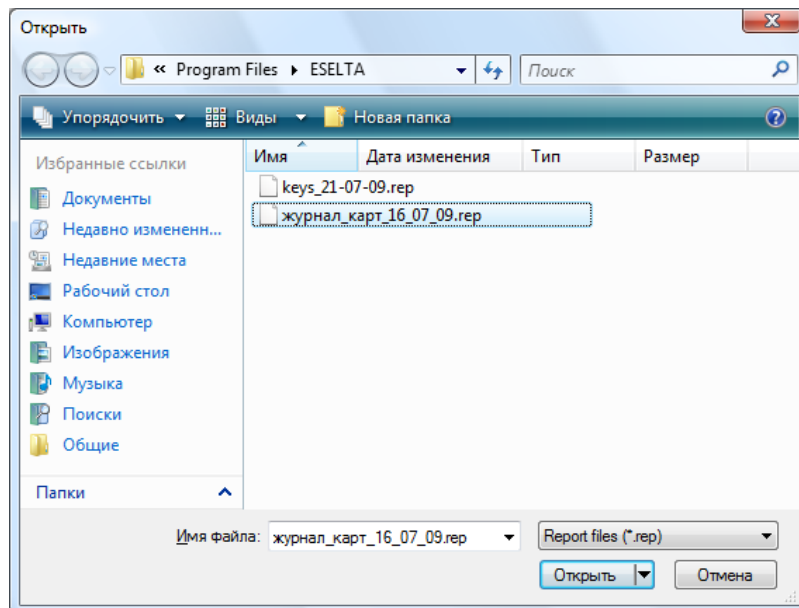 Открыть
« Program Files ▸ ESELTA
Поиск
Упорядочить Виды Новая папка
Избранные ссылки
Документы
Недавно измененн...
Недавние места
Рабочий стол
Компьютер
Изображения
Музыка
Поиски
Общие
Папки
Имя Дата изменения Тип Размер
keys_21-07-09.rep
журнал_карт_16_07_09.rep
Имя файла: журнал_карт_16_07_09.rep Report files (*.rep)
Открыть Отмена